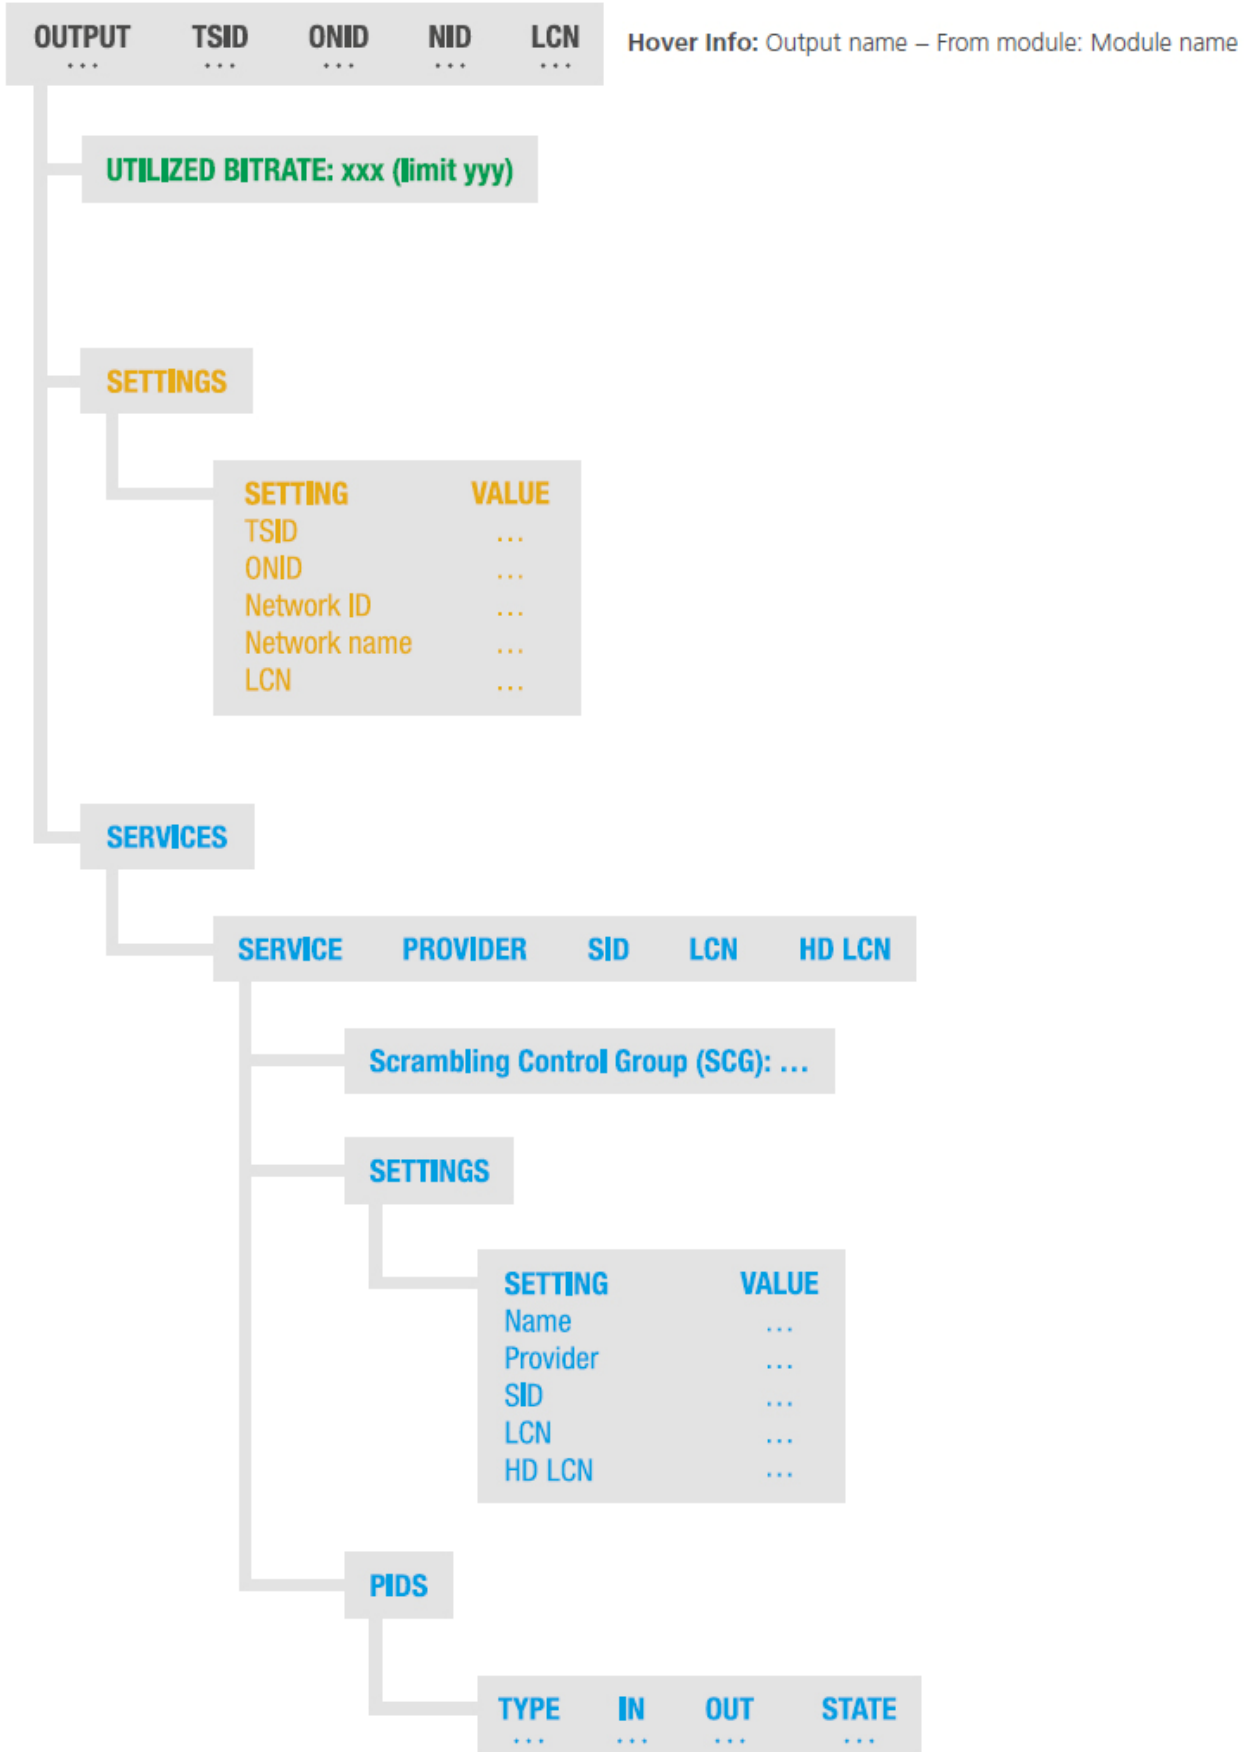 OUTPUT TSID ONID NID LCN
... ... ... ... ...
Hover Info: Output name – From module: Module name
UTILIZED BITRATE: xxx (limit yyy)
SETTINGS
SETTING VALUE
TSID ...
ONID ...
Network ID ...
Network name ...
LCN ...
SERVICES
SERVICE PROVIDER SID LCN HD LCN
Scrambling Control Group (SCG): ...
SETTINGS
SETTING VALUE
Name ...
Provider ...
SID ...
LCN ...
HD LCN ...
PIDS
TYPE IN OUT STATE
... ... ... ...